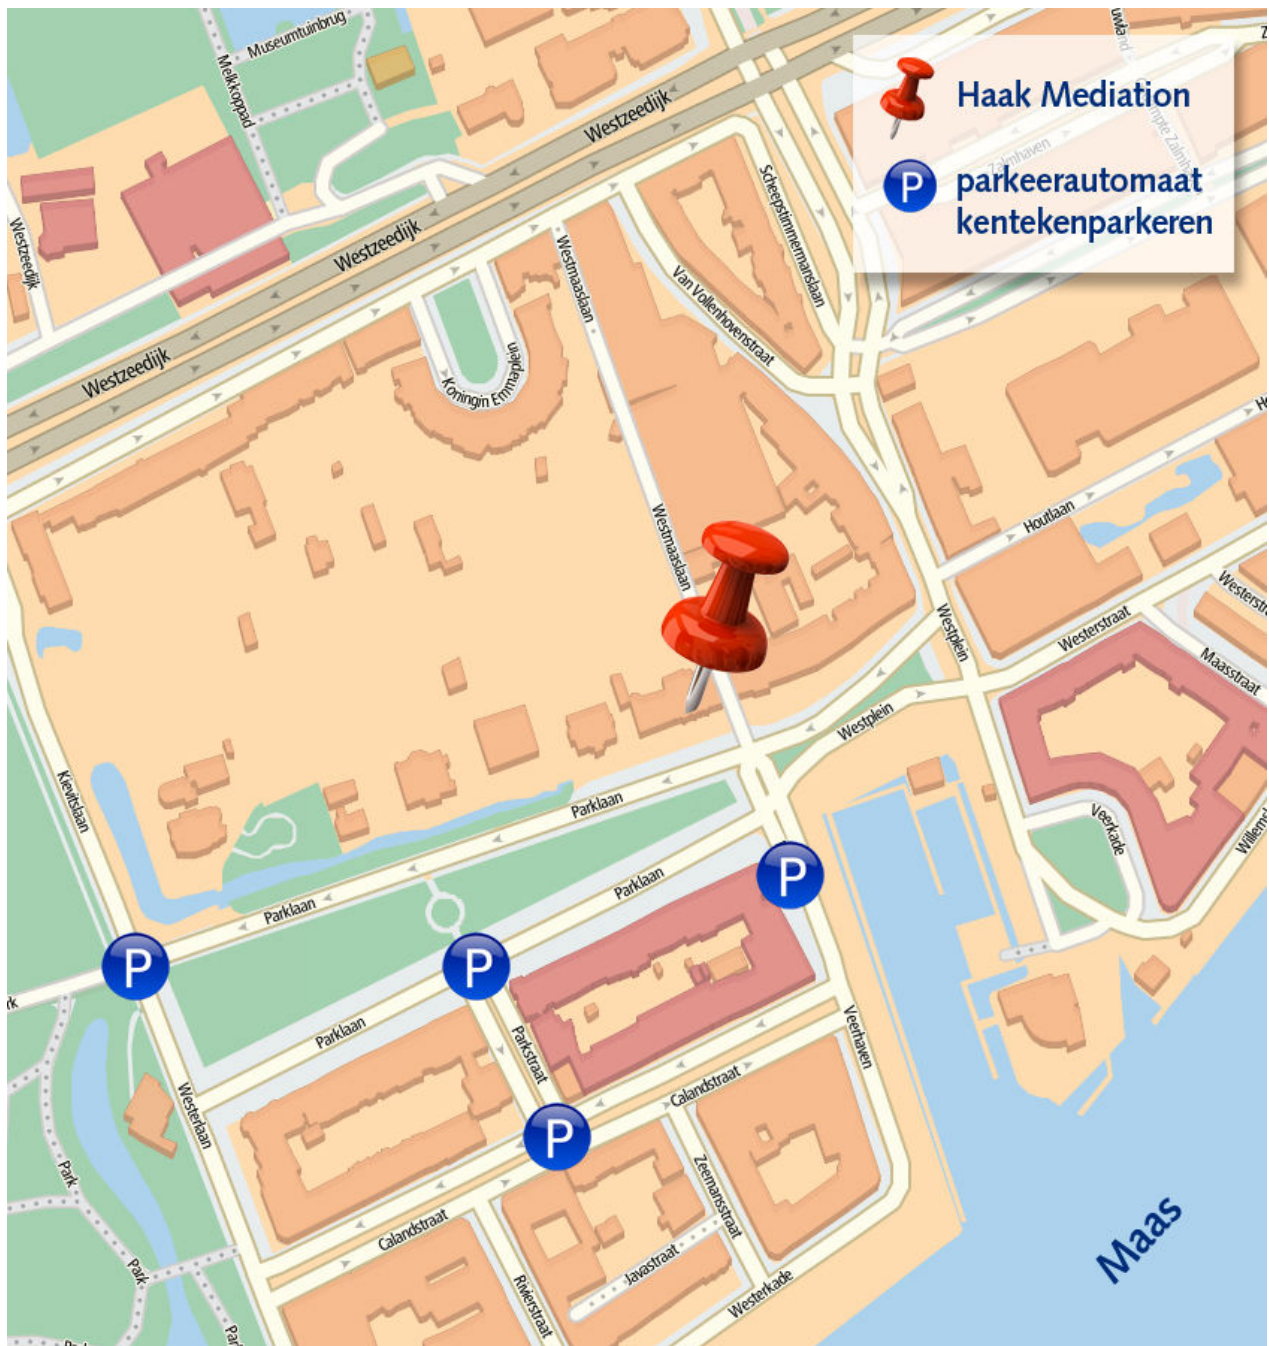 Museumtuinbrug
Melkkoppad
Westzeedijk
Haak Mediation
Zalmhaven
parkeerautomaat
kentekenparkeren
Scheepstimmermanslaan
Westzeedijk
Westzeedijk
Westmaaslaan
Van Vollenhovenstraat
Westzeedijk
Koningin Emmaplein
Westmaaslaan
Houtlaan
Westplein
Westerstraat
Maasstraat
Westplein
Kievitslaan
Parklaan
Veerkade
Parklaan
P
Parklaan
P
P
Parklaan
Parkstraat
Veerhaven
Westerlaan
Calandstraat
P
Park
Zeemansstraat
Maas
Calandstraat
Javastraat
Park
Rivierstraat
Westerkade
P